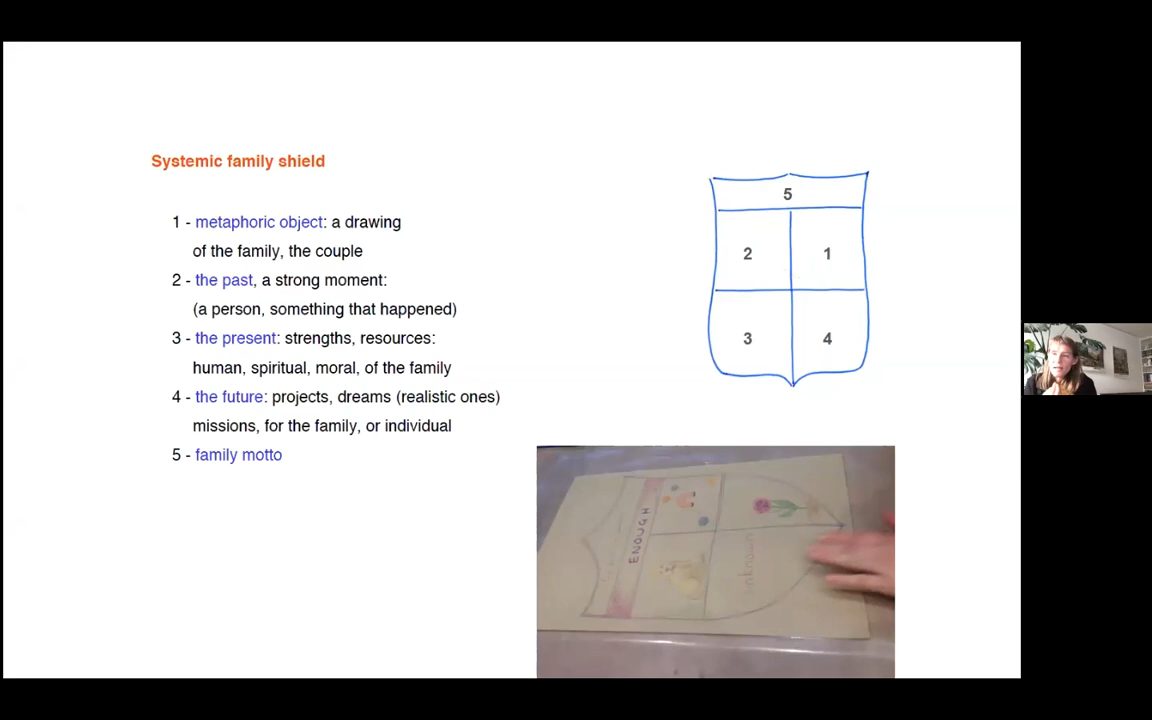 Systemic family shield
1 - metaphoric object: a drawing
of the family, the couple
2 - the past, a strong moment:
(a person, something that happened)
3 - the present: strengths, resources:
human, spiritual, moral, of the family
4 - the future: projects, dreams (realistic ones)
missions, for the family, or individual
5 - family motto
5
2 1
3 4
ENOUGH
unknown